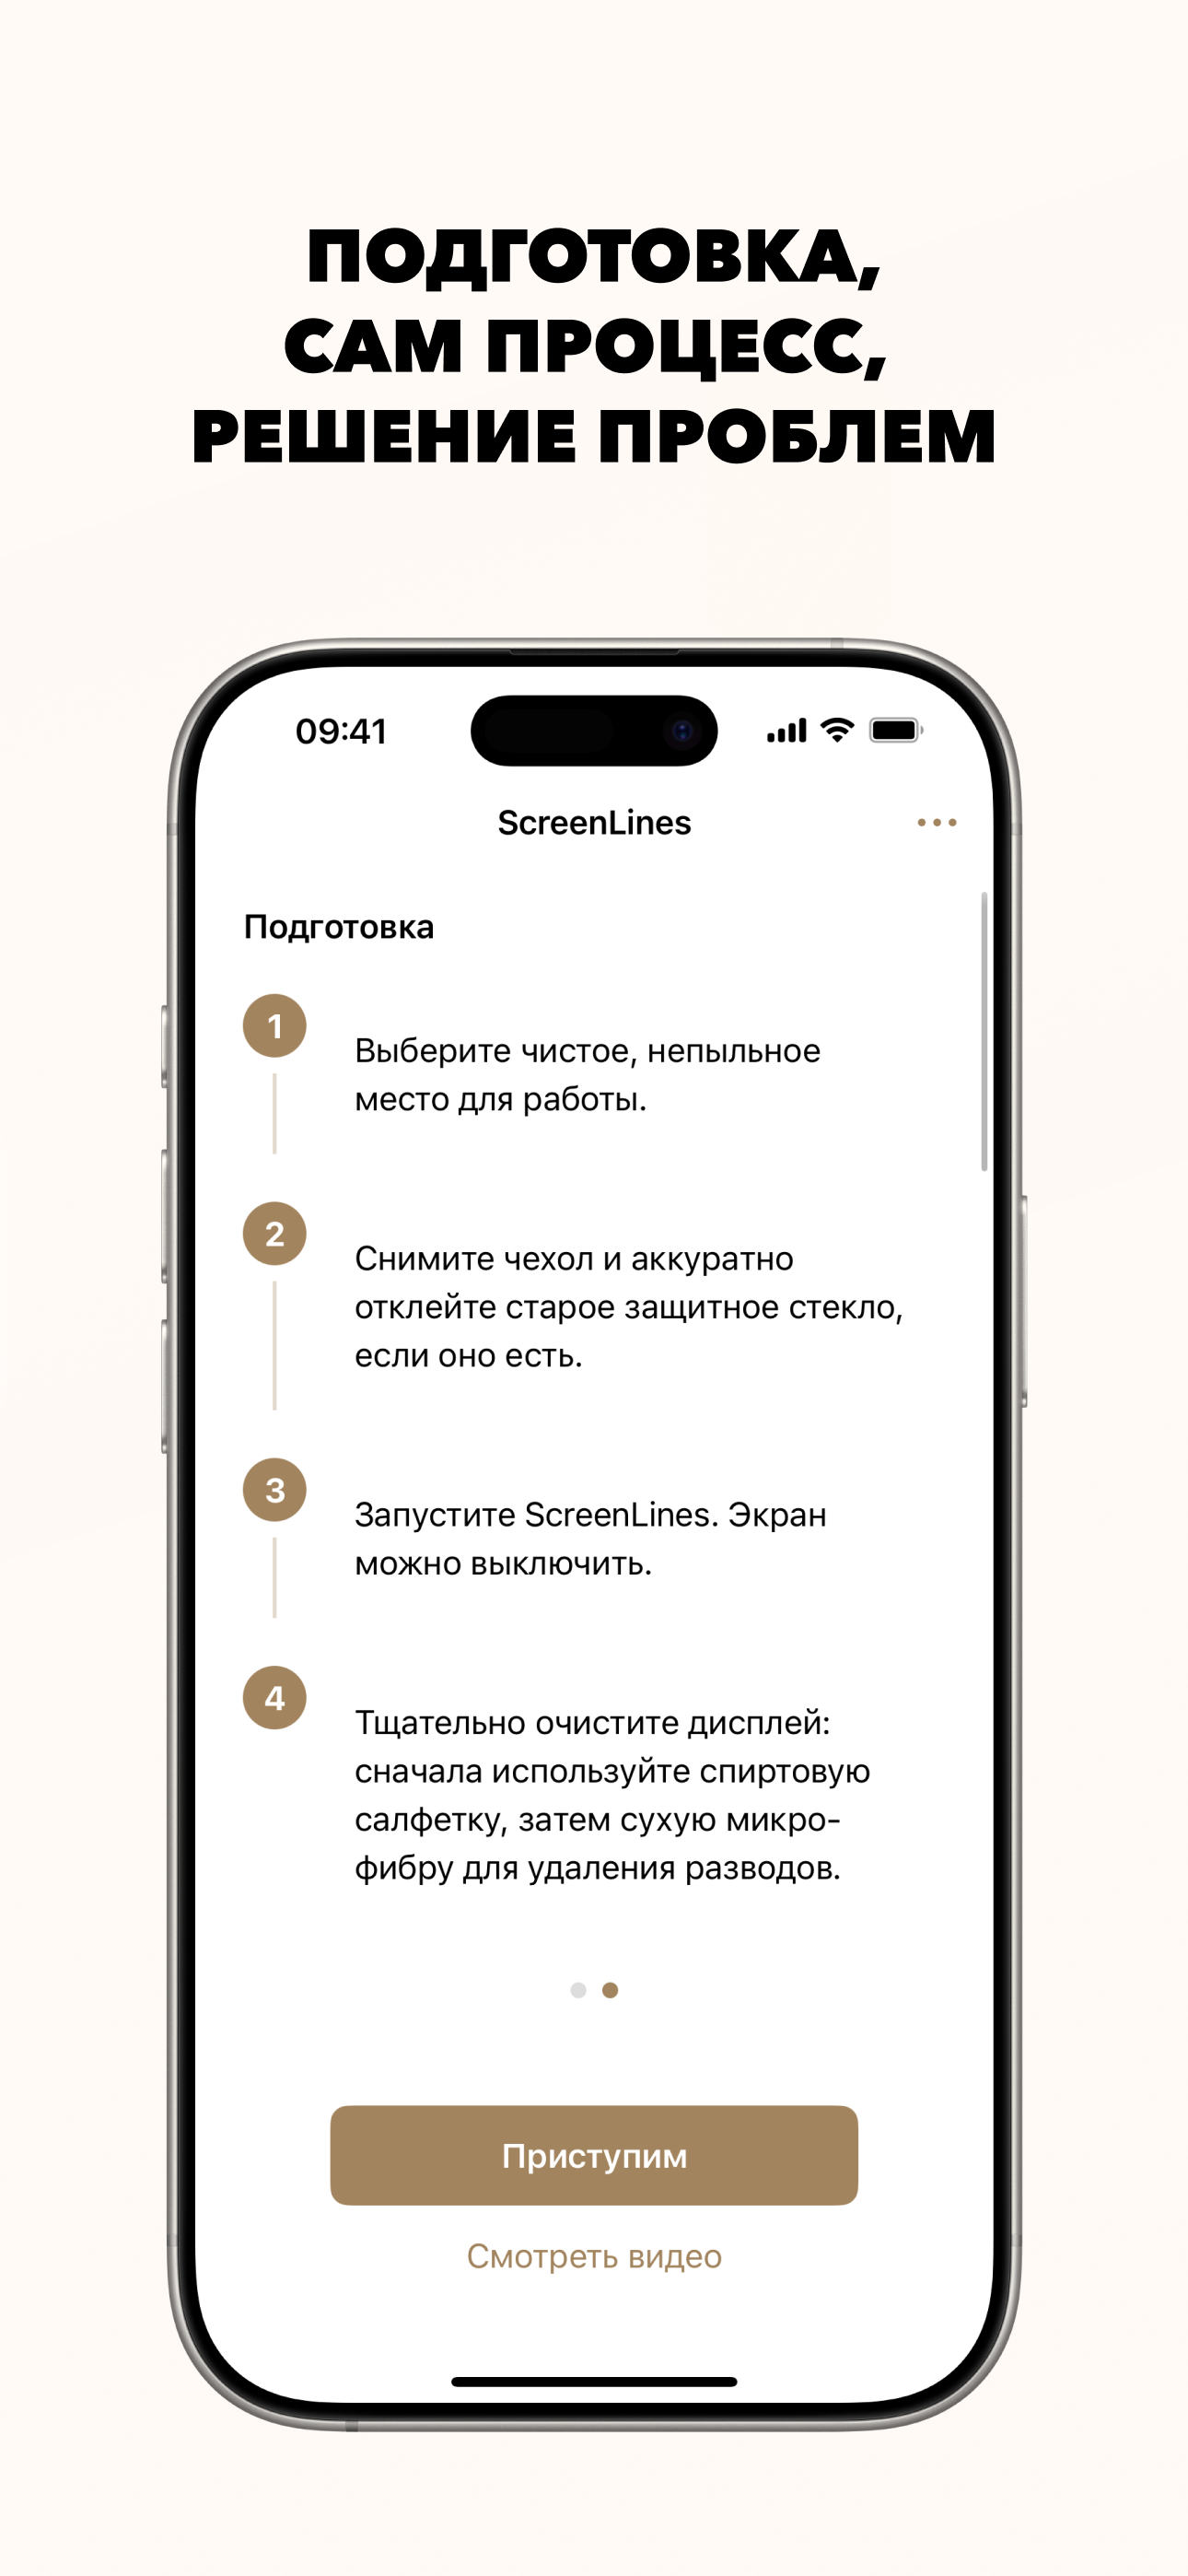 ПОДГОТОВКА,
САМ ПРОЦЕСС,
РЕШЕНИЕ ПРОБЛЕМ
09:41
ScreenLines
Подготовка
1
Выберите чистое, непыльное
место для работы.
2
Снимите чехол и аккуратно
отклейте старое защитное стекло,
если оно есть.
3
Запустите ScreenLines. Экран
можно выключить.
4
Тщательно очистите дисплей:
сначала используйте спиртовую
салфетку, затем сухую микро-
фибру для удаления разводов.
Приступим
Смотреть видео